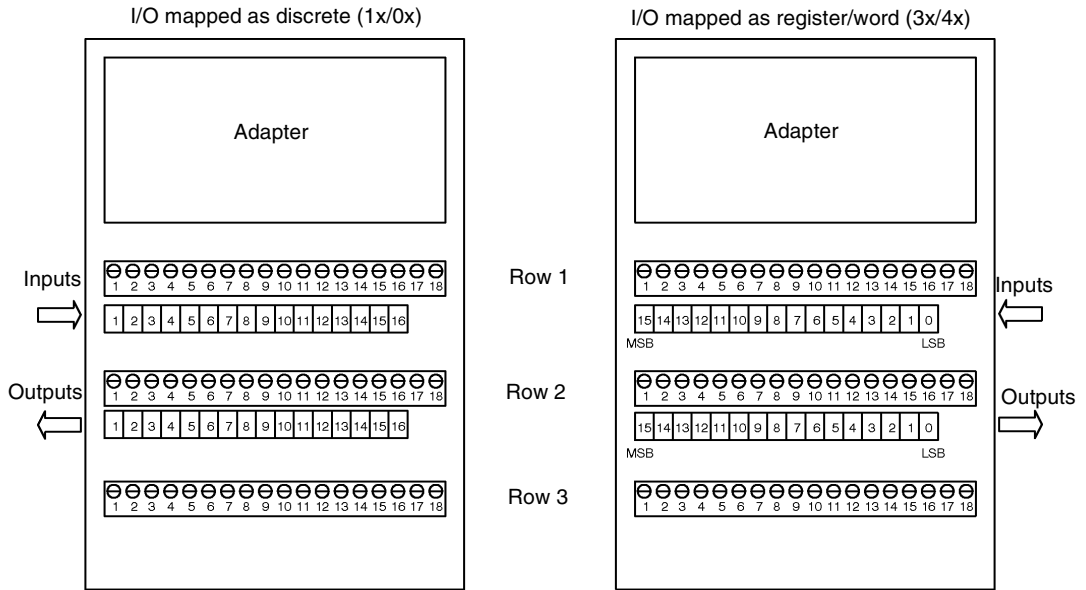 I/O mapped as discrete (1x/0x)
Adapter
Inputs
1 2 3 4 5 6 7 8 9 10 11 12 13 14 15 16 17 18
1 2 3 4 5 6 7 8 9 10 11 12 13 14 15 16
Outputs
1 2 3 4 5 6 7 8 9 10 11 12 13 14 15 16 17 18
1 2 3 4 5 6 7 8 9 10 11 12 13 14 15 16
1 2 3 4 5 6 7 8 9 10 11 12 13 14 15 16 17 18
Row 1
Row 2
Row 3
I/O mapped as register/word (3x/4x)
Adapter
1 2 3 4 5 6 7 8 9 10 11 12 13 14 15 16 17 18
Inputs
15 14 13 12 11 10 9 8 7 6 5 4 3 2 1 0
MSB LSB
1 2 3 4 5 6 7 8 9 10 11 12 13 14 15 16 17 18
Outputs
15 14 13 12 11 10 9 8 7 6 5 4 3 2 1 0
MSB LSB
1 2 3 4 5 6 7 8 9 10 11 12 13 14 15 16 17 18